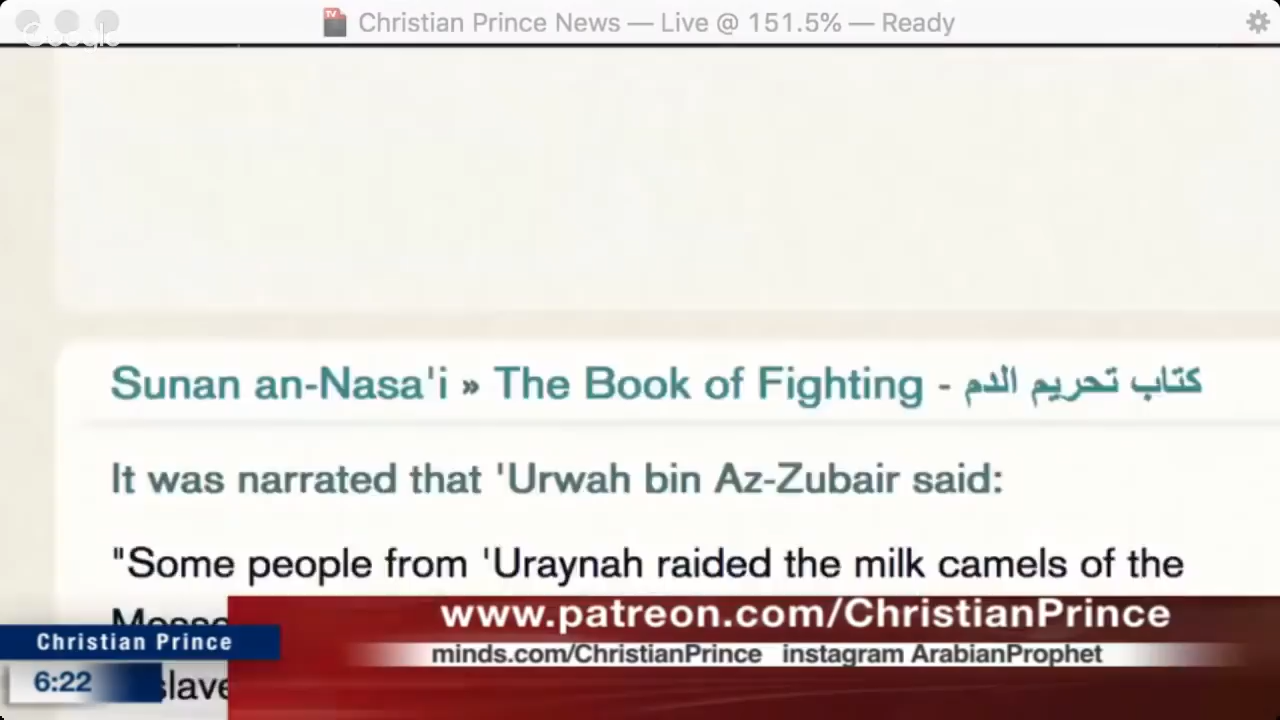 Christian Prince News — Live @ 151.5% — Ready
Google
Sunan an-Nasa'i » The Book of Fighting - كتاب تحريم الدم
It was narrated that 'Urwah bin Az-Zubair said:
"Some people from 'Uraynah raided the milk camels of the
www.patreon.com/ChristianPrince
Christian Prince
minds.com/ChristianPrince instagram ArabianProphet
6:22